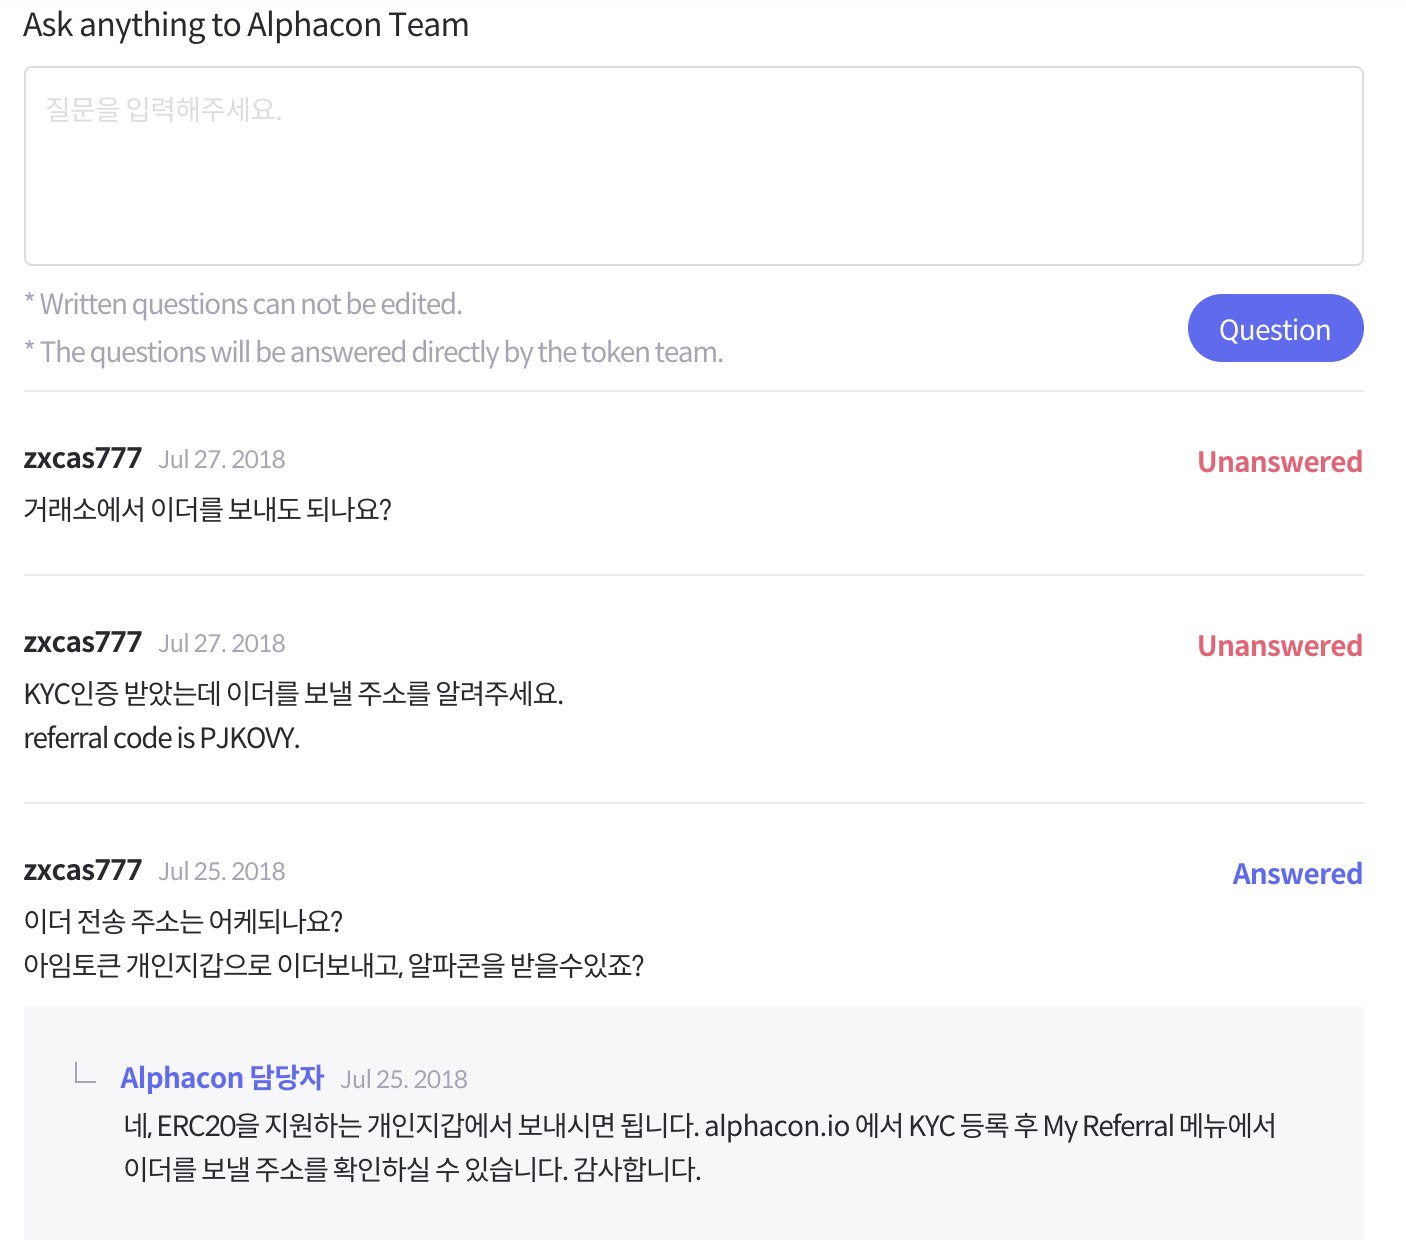 Ask anything to Alphacon Team
질문을 입력해주세요.
* Written questions can not be edited.
* The questions will be answered directly by the token team.
Question
zxcas777 Jul 27. 2018 Unanswered
거래소에서 이더를 보내도 되나요?
zxcas777 Jul 27. 2018 Unanswered
KYC인증 받았는데 이더를 보낼 주소를 알려주세요.
referral code is PJKOVY.
zxcas777 Jul 25. 2018 Answered
이더 전송 주소는 어케되나요?
아임토큰 개인지갑으로 이더보내고, 알파콘을 받을수있죠?
Alphacon 담당자 Jul 25. 2018
네, ERC20을 지원하는 개인지갑에서 보내시면 됩니다. alphacon.io 에서 KYC 등록 후 My Referral 메뉴에서
이더를 보낼 주소를 확인하실 수 있습니다. 감사합니다.